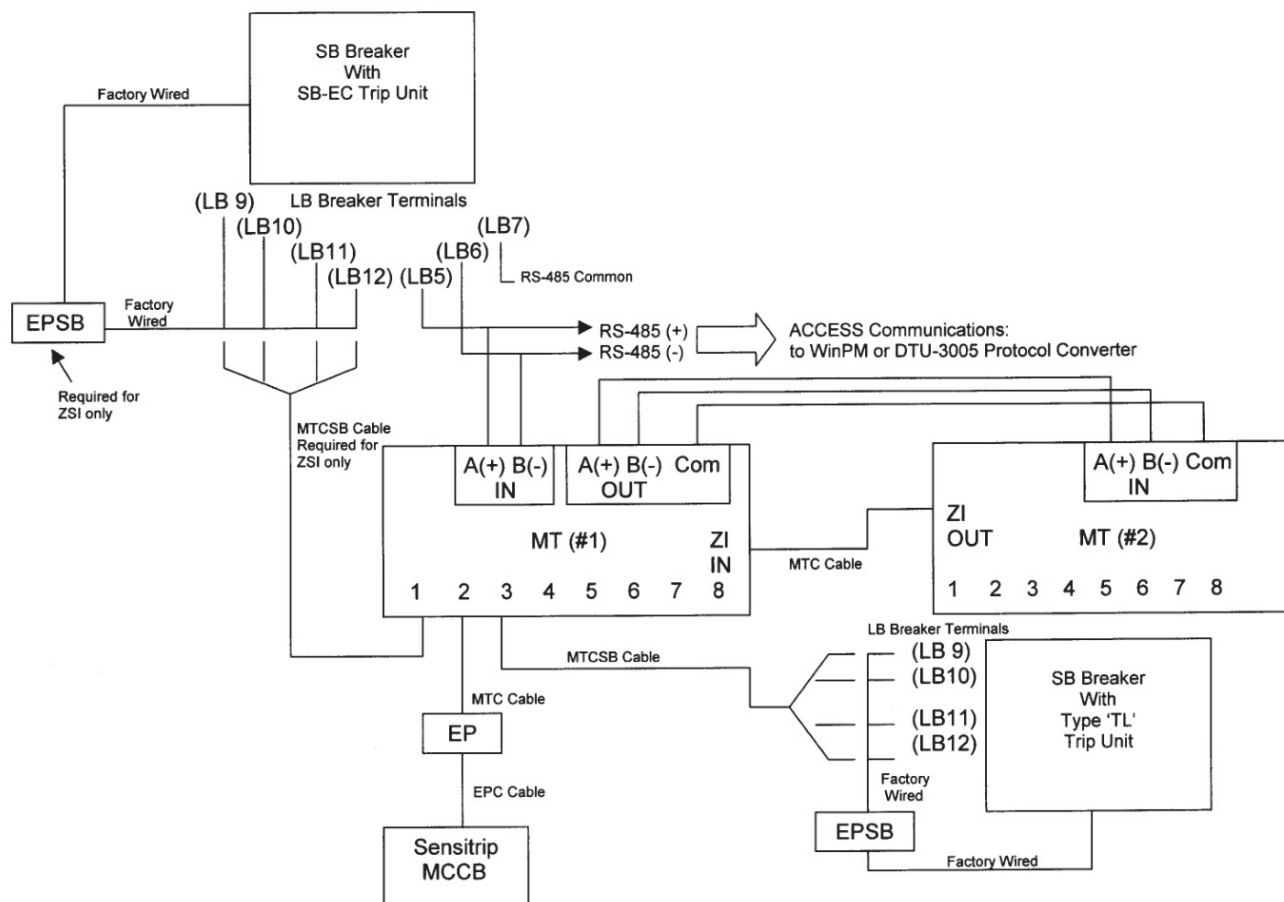 SB Breaker
With
SB-EC Trip Unit
Factory Wired
LB Breaker Terminals
(LB 9)
(LB10)
(LB11)
(LB12)
(LB5)
(LB6)
(LB7)
RS-485 Common
EPSB
Factory
Wired
Required for
ZSI only
RS-485 (+)
RS-485 (-)
ACCESS Communications:
to WinPM or DTU-3005 Protocol Converter
MTCSB Cable
Required for
ZSI only
A(+) B(-)
IN
A(+) B(-) Com
OUT
MT (#1)
ZI
IN
1 2 3 4 5 6 7 8
MTC Cable
A(+) B(-) Com
IN
ZI
OUT
MT (#2)
1 2 3 4 5 6 7 8
MTC Cable
EP
EPC Cable
Sensitrip
MCCB
MTCSB Cable
LB Breaker Terminals
(LB 9)
(LB10)
(LB11)
(LB12)
SB Breaker
With
Type 'TL'
Trip Unit
Factory
Wired
EPSB
Factory Wired